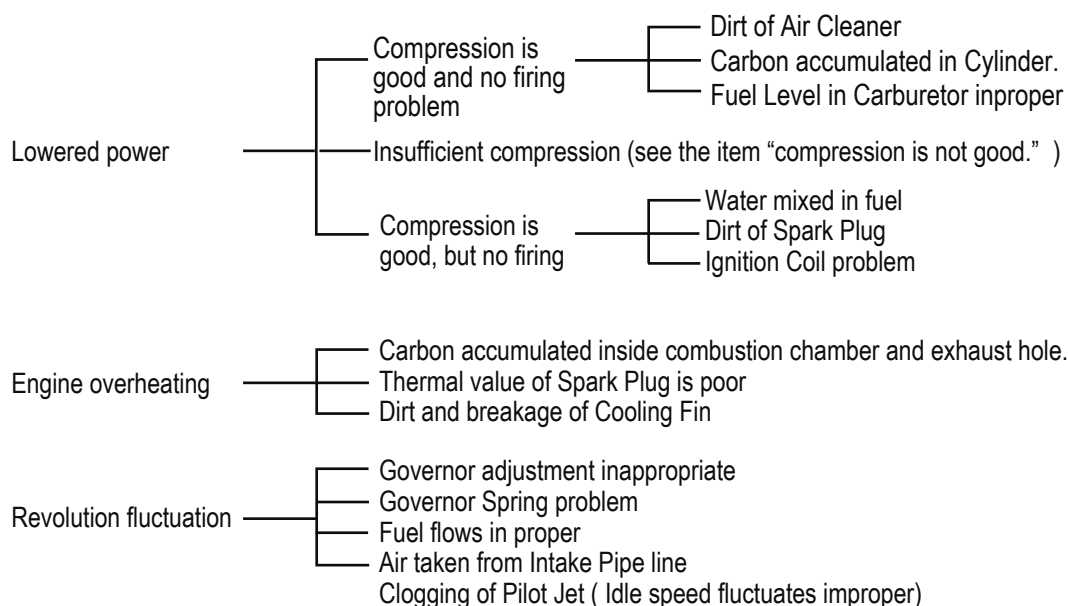 Lowered power
Compression is
good and no firing
problem
Dirt of Air Cleaner
Carbon accumulated in Cylinder.
Fuel Level in Carburetor inproper
Insufficient compression (see the item “compression is not good.” )
Compression is
good, but no firing
Water mixed in fuel
Dirt of Spark Plug
Ignition Coil problem
Engine overheating
Carbon accumulated inside combustion chamber and exhaust hole.
Thermal value of Spark Plug is poor
Dirt and breakage of Cooling Fin
Revolution fluctuation
Governor adjustment inappropriate
Governor Spring problem
Fuel flows in proper
Air taken from Intake Pipe line
Clogging of Pilot Jet ( Idle speed fluctuates improper)